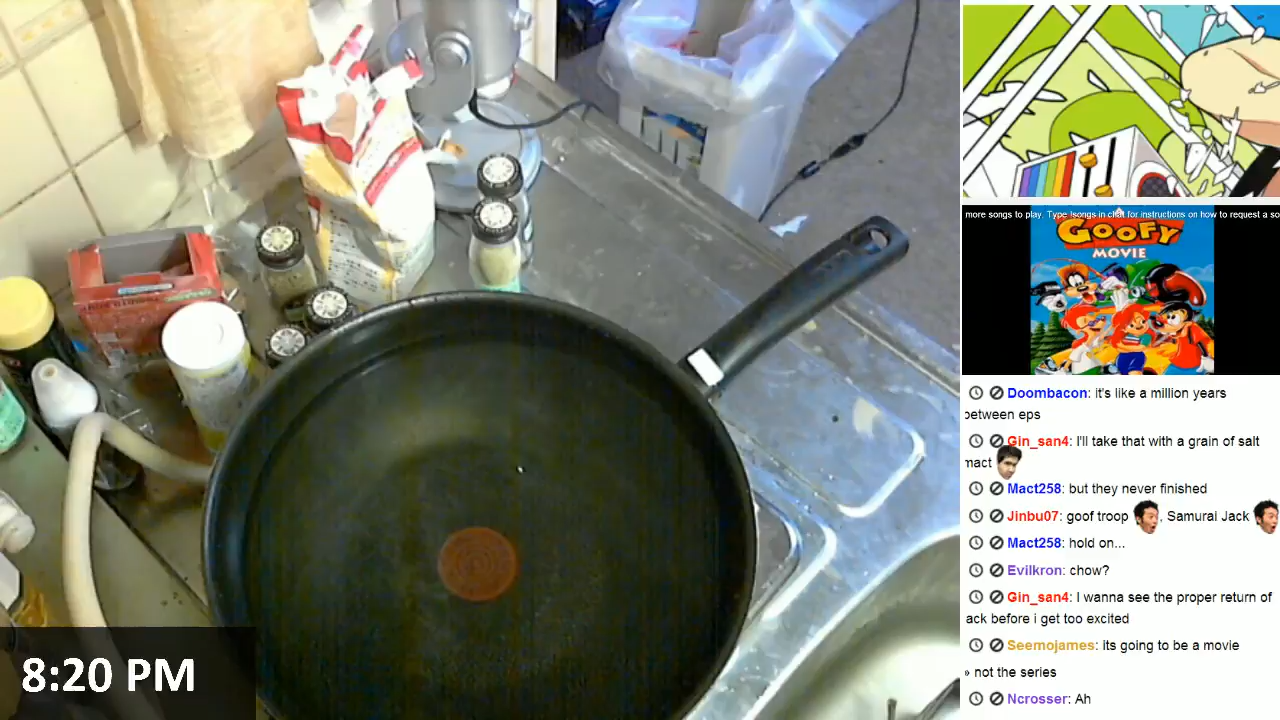 more songs to play. Type !songs in chat for instructions on how to request a so
GOOFY
MOVIE
Doombacon: it's like a million years
between eps
Gin_san4: I'll take that with a grain of salt
mact
Mact258: but they never finished
Jinbu07: goof troop , Samurai Jack
Mact258: hold on...
Evilkron: chow?
Gin_san4: I wanna see the proper return of
ack before i get too excited
Seemojames: its going to be a movie
» not the series
Ncrosser: Ah
8:20 PM